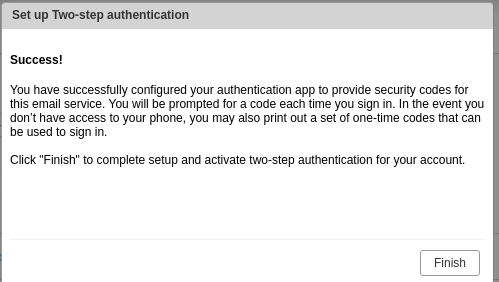 Set up Two-step authentication
Success!
You have successfully configured your authentication app to provide security codes for
this email service. You will be prompted for a code each time you sign in. In the event you
don’t have access to your phone, you may also print out a set of one-time codes that can
be used to sign in.
Click "Finish" to complete setup and activate two-step authentication for your account.
Finish